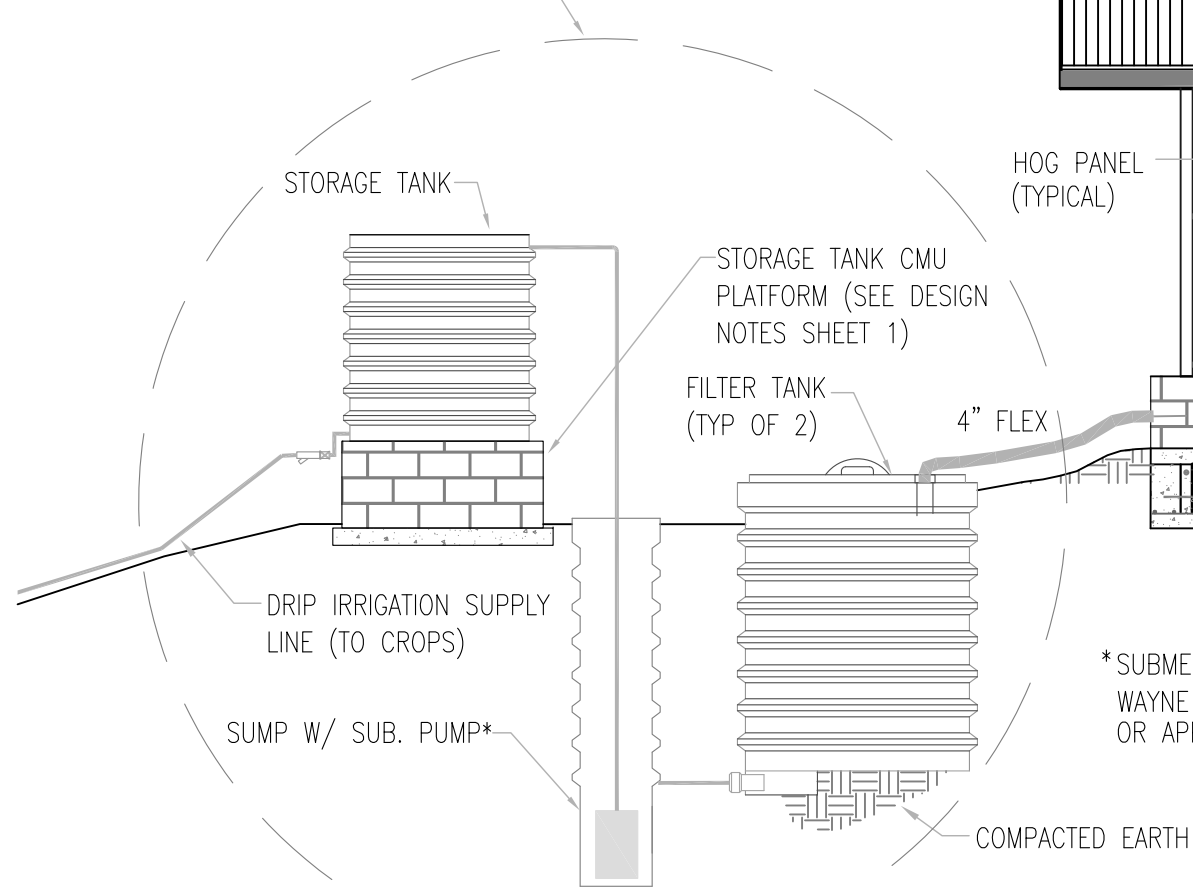 HOG PANEL
(TYPICAL)
STORAGE TANK
STORAGE TANK CMU
PLATFORM (SEE DESIGN
NOTES SHEET 1)
FILTER TANK
(TYP OF 2)
4" FLEX
DRIP IRRIGATION SUPPLY
LINE (TO CROPS)
SUMP W/ SUB. PUMP*
*SUBME
WAYNE
OR
COMPACTED EARTH